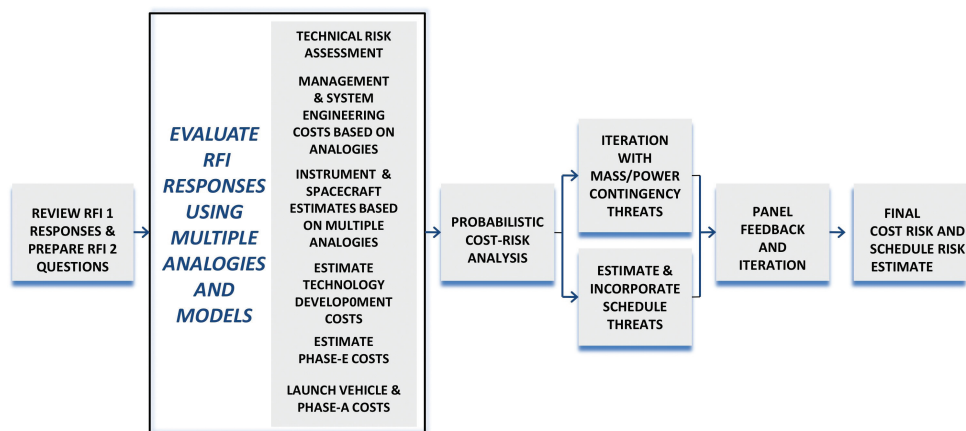 REVIEW RFI 1
RESPONSES &
PREPARE RFI 2
QUESTIONS
EVALUATE
RFI
RESPONSES
USING
MULTIPLE
ANALOGIES
AND
MODELS
TECHNICAL RISK
ASSESSMENT
MANAGEMENT
& SYSTEM
ENGINEERING
COSTS BASED ON
ANALOGIES
INSTRUMENT &
SPACECRAFT
ESTIMATES BASED
ON MULTIPLE
ANALOGIES
ESTIMATE
TECHNOLOGY
DEVELOP0MENT
COSTS
ESTIMATE
PHASE-E COSTS
LAUNCH VEHICLE &
PHASE-A COSTS
PROBABILISTIC
COST-RISK
ANALYSIS
ITERATION
WITH
MASS/POWER
CONTINGENCY
THREATS
ESTIMATE &
INCORPORATE
SCHEDULE
THREATS
PANEL
FEEDBACK
AND
ITERATION
FINAL
COST RISK AND
SCHEDULE RISK
ESTIMATE